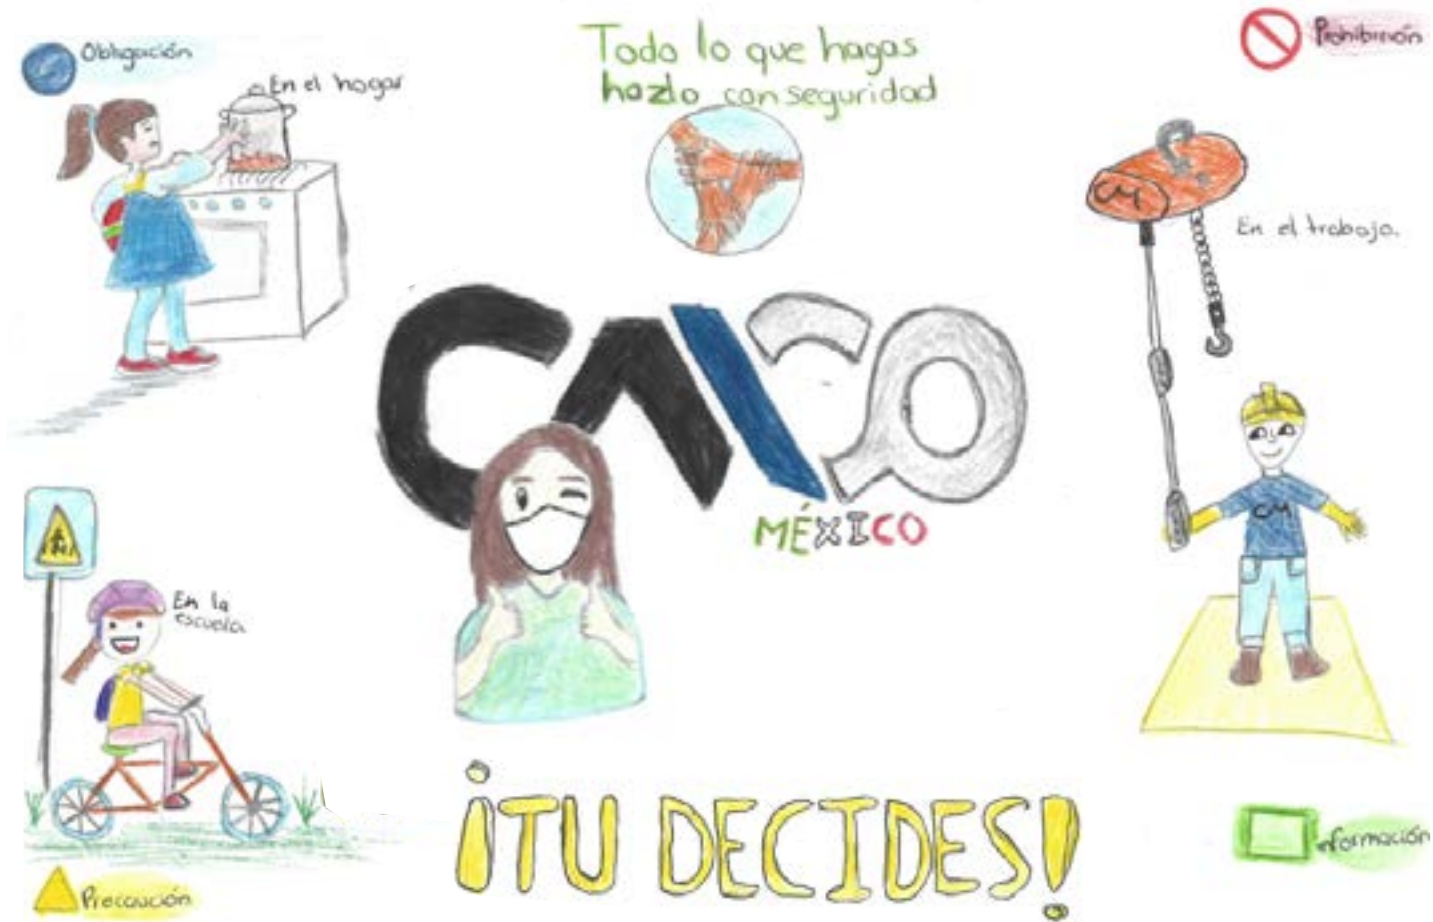 Obligación
En el hogar
Todo lo que hagas
hazlo con seguridad
Prohibición
CM
En el trabajo.
CMCO
MÉXICO
CM
En la
escuela
¡TU DECIDES!
Información
Precaución